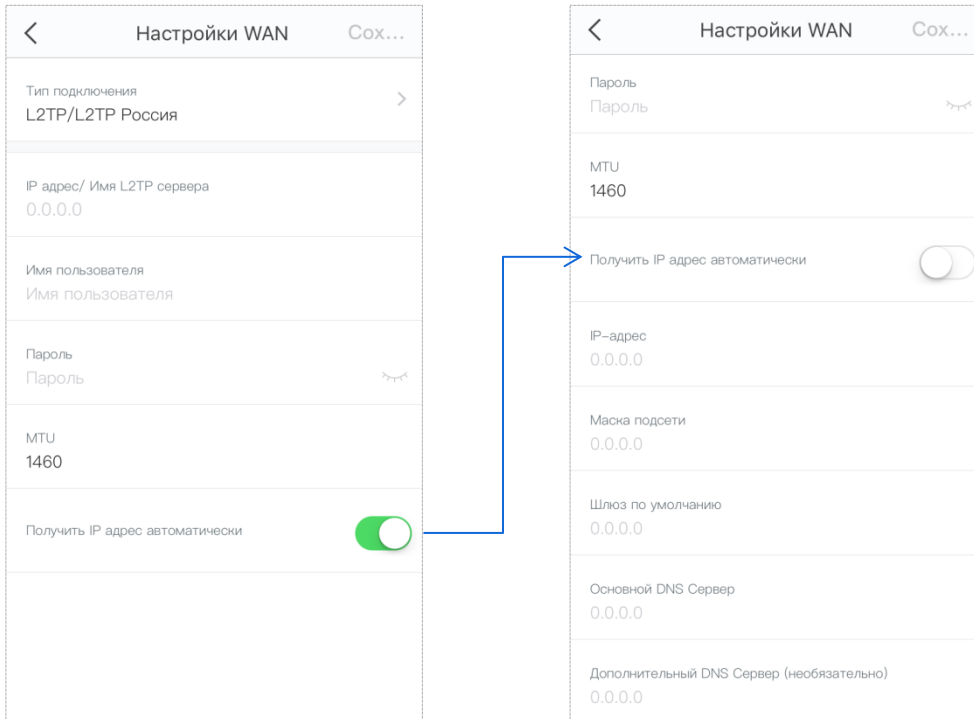 Настройки WAN
Сох...
Тип подключения
L2TP/L2TP Россия
IP адрес/ Имя L2TP сервера
0.0.0.0
Имя пользователя
Имя пользователя
Пароль
Пароль
MTU
1460
Получить IP адрес автоматически
Настройки WAN
Сох...
Пароль
Пароль
MTU
1460
Получить IP адрес автоматически
IP-адрес
0.0.0.0
Маска подсети
0.0.0.0
Шлюз по умолчанию
0.0.0.0
Основной DNS Сервер
0.0.0.0
Дополнительный DNS Сервер (необязательно)
0.0.0.0